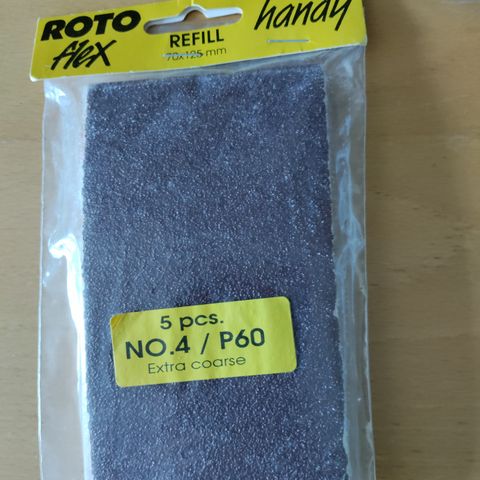 ROTO
flex
REFILL
70x125 mm
handy
5 pcs.
NO.4 / P60
Extra coarse